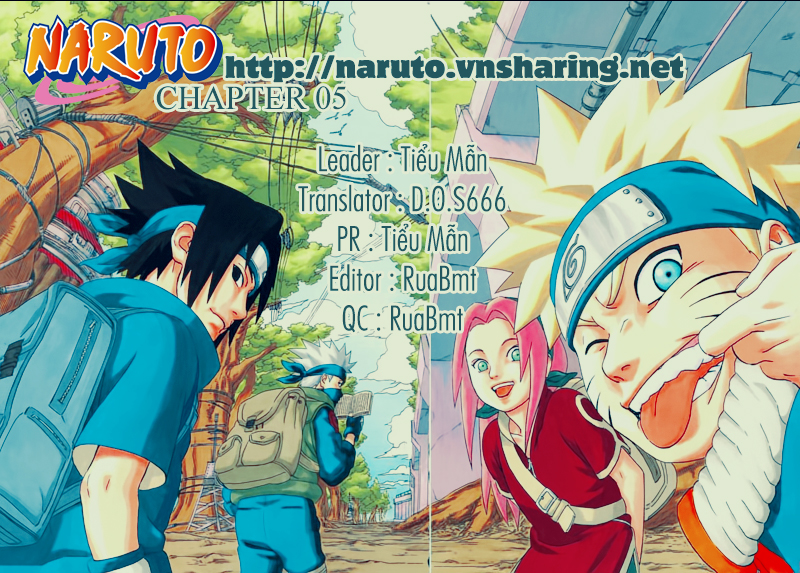 NARUTO
http://naruto.vnsharing.net
CHAPTER 05
Leader : Tiểu Mẫn
Translator : D.O.S666
PR : Tiểu Mẫn
Editor : RuaBmt
QC : RuaBmt